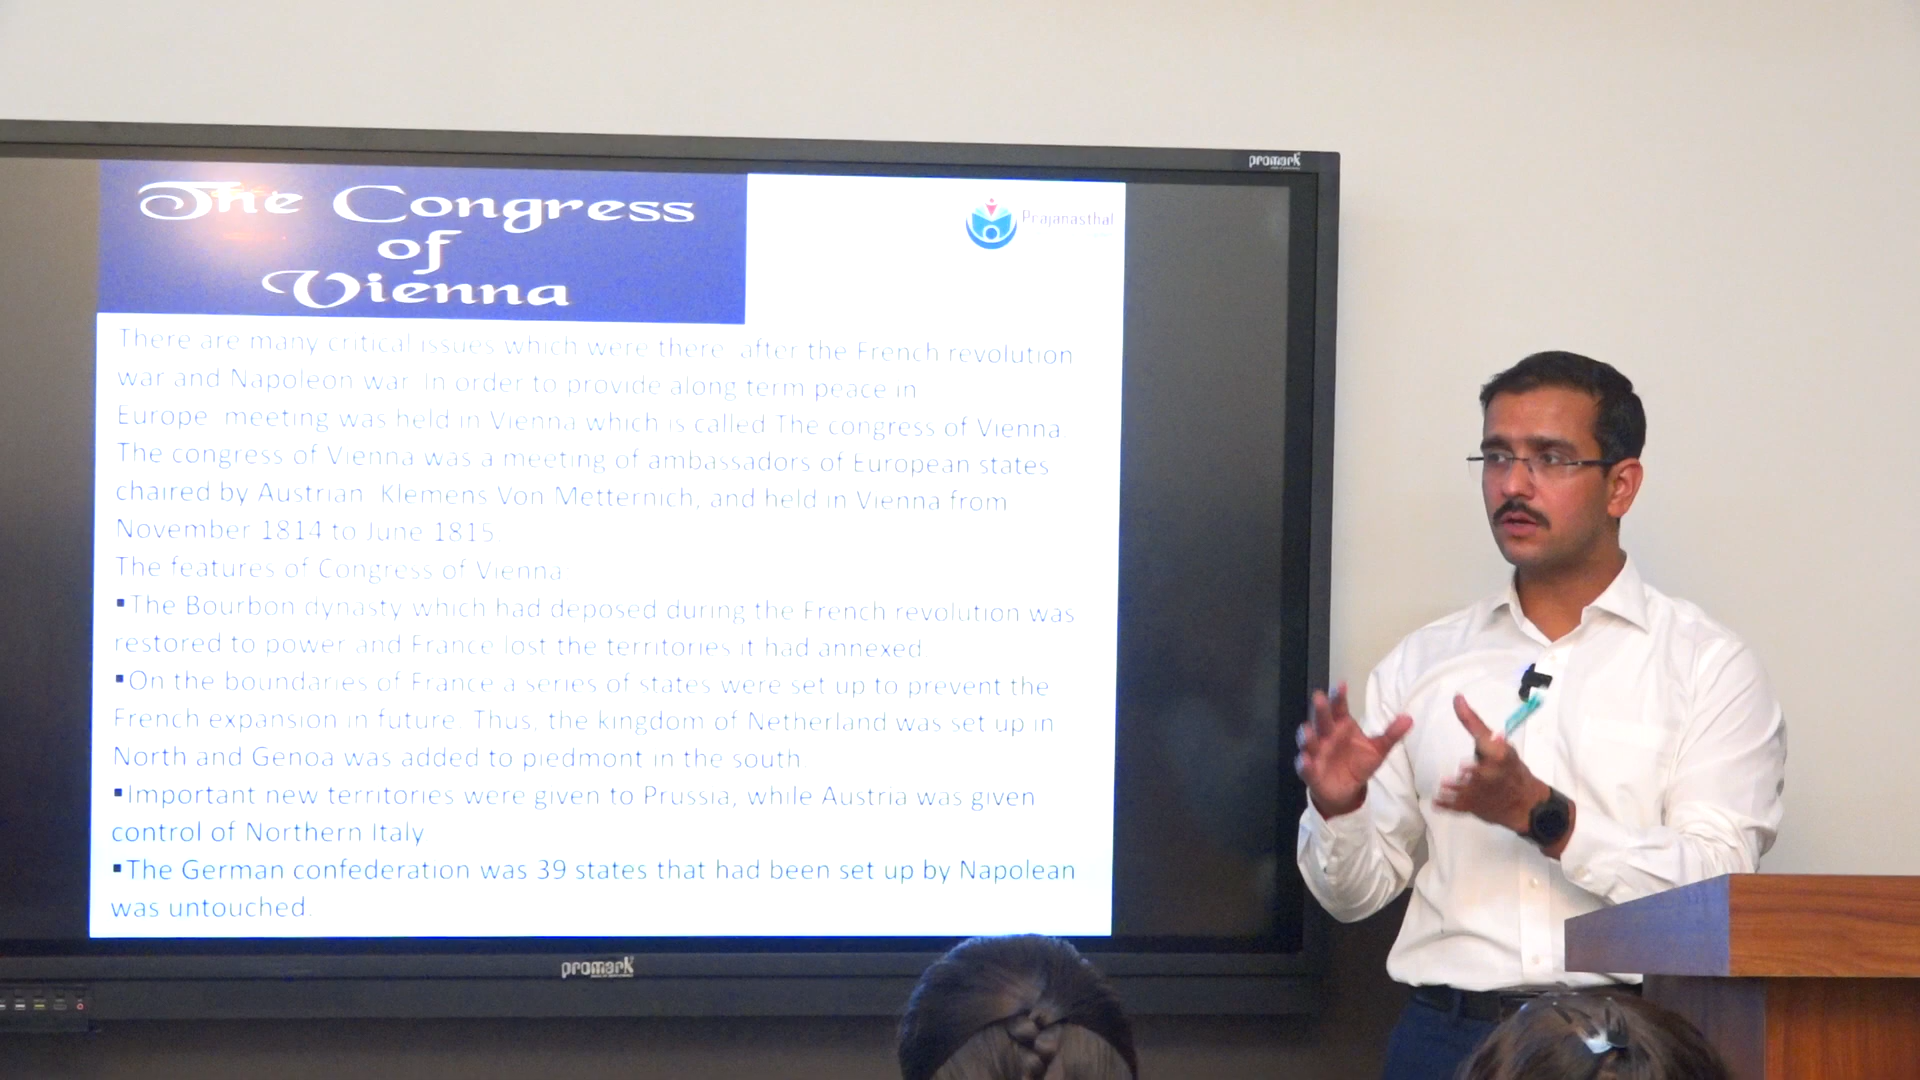 promark
The Congress
of
Vienna
Prajanasthal
There are many critical issues which were there after the French revolution
war and Napoleon war. In order to provide along term peace in
Europe meeting was held in Vienna which is called The congress of Vienna.
The congress of Vienna was a meeting of ambassadors of European states
chaired by Austrian Klemens Von Metternich, and held in Vienna from
November 1814 to June 1815.
The features of Congress of Vienna
▪The Bourbon dynasty which had deposed during the French revolution was
restored to power and France lost the territories it had annexed
▪On the boundaries of France a series of states were set up to prevent the
French expansion in future. Thus, the kingdom of Netherland was set up in
North and Genoa was added to piedmont in the south.
▪Important new territories were given to Prussia, while Austria was given
control of Northern Italy
▪The German confederation was 39 states that had been set up by Napolean
was untouched.
promark